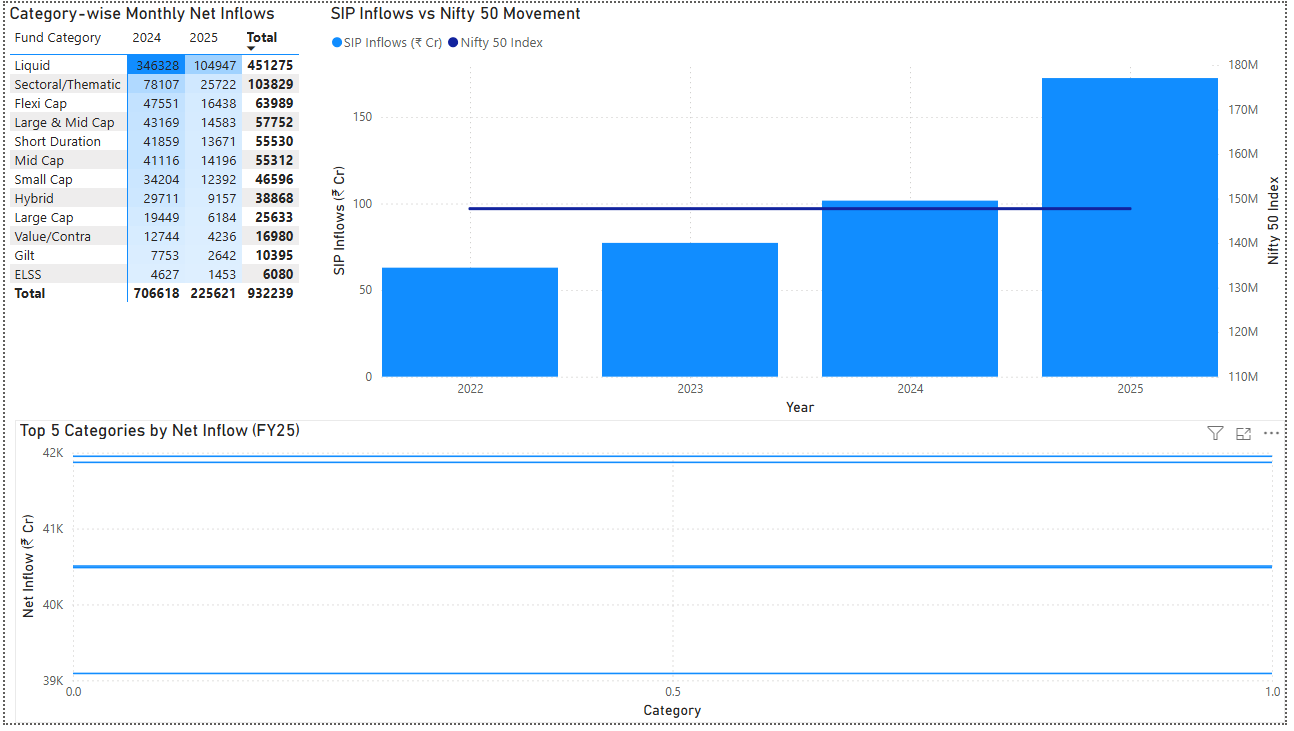 Category-wise Monthly Net Inflows
Fund Category 2024 2025 Total
Liquid 346328 104947 451275
Sectoral/Thematic 78107 25722 103829
Flexi Cap 47551 16438 63989
Large & Mid Cap 43169 14583 57752
Short Duration 41859 13671 55530
Mid Cap 41116 14196 55312
Small Cap 34204 12392 46596
Hybrid 29711 9157 38868
Large Cap 19449 6184 25633
Value/Contra 12744 4236 16980
Gilt 7753 2642 10395
ELSS 4627 1453 6080
Total 706618 225621 932239
SIP Inflows vs Nifty 50 Movement
SIP Inflows (₹ Cr) Nifty 50 Index
SIP Inflows (₹ Cr)
150
100
50
0
180M
170M
160M
150M
140M
130M
120M
110M
Nifty 50 Index
2022 2023 2024 2025
Year
Top 5 Categories by Net Inflow (FY25)
Net Inflow (₹ Cr)
42K
41K
40K
39K
0.0 0.5 1.0
Category